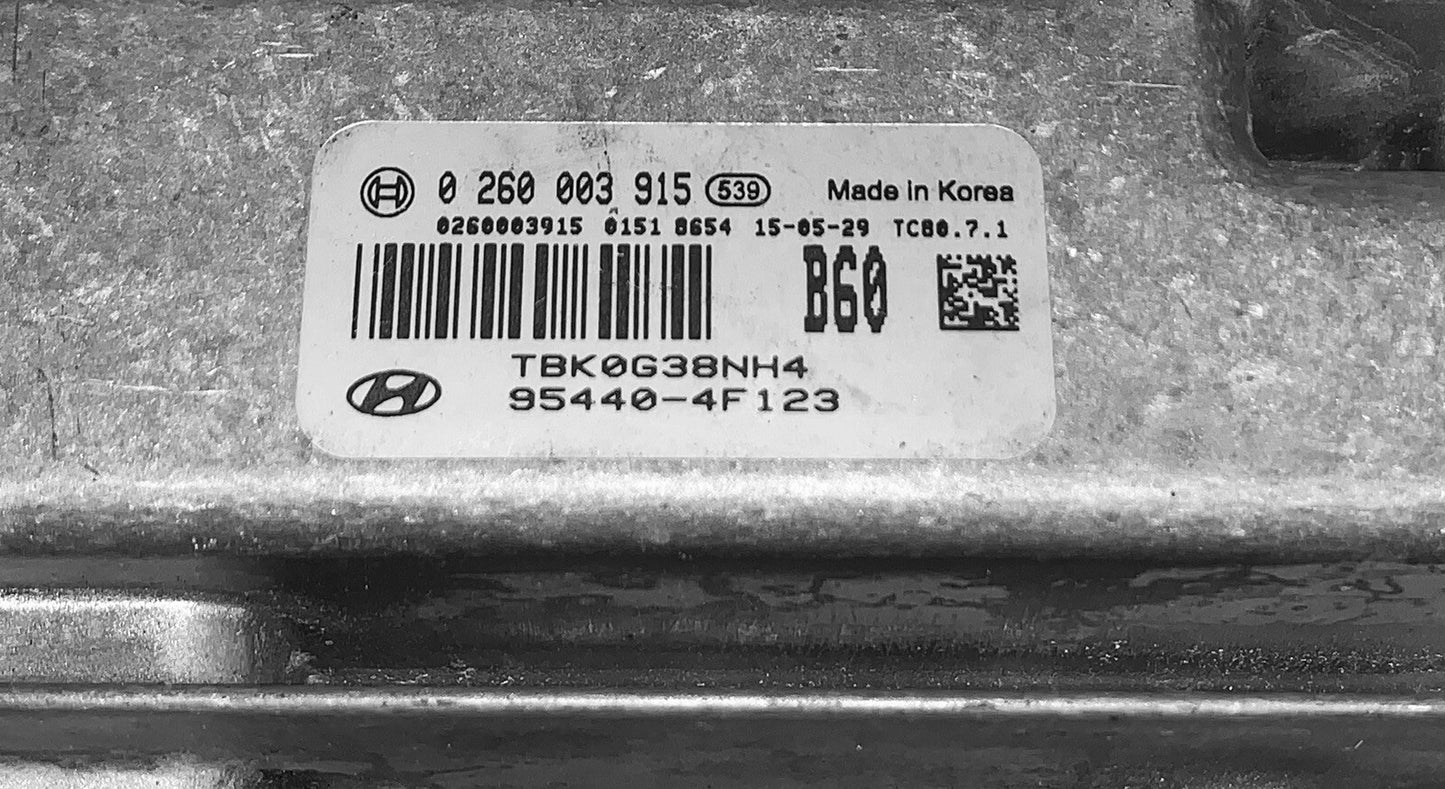 0 260 003 915 539 Made in Korea
0260003915 0151 8654 15-05-29 TC80.7.1
B60
TBK0G38NH4
95440-4F123